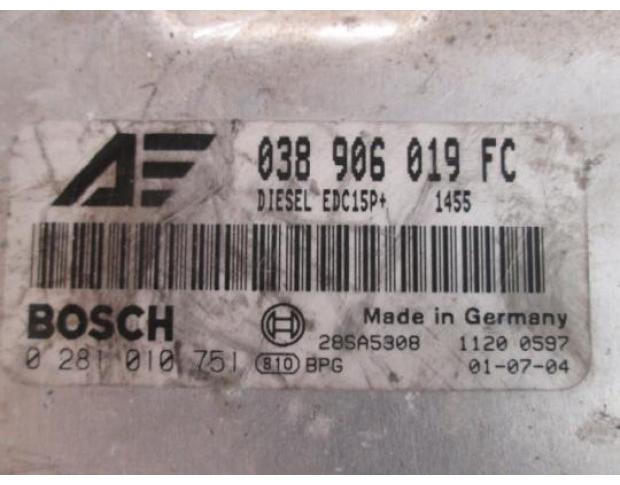 AE 038 906 019 FC
DIESEL EDC15P+ 1455
BOSCH Made in Germany
28SA5308 1120 0597
0 281 010 751 810 BPG 01-07-04